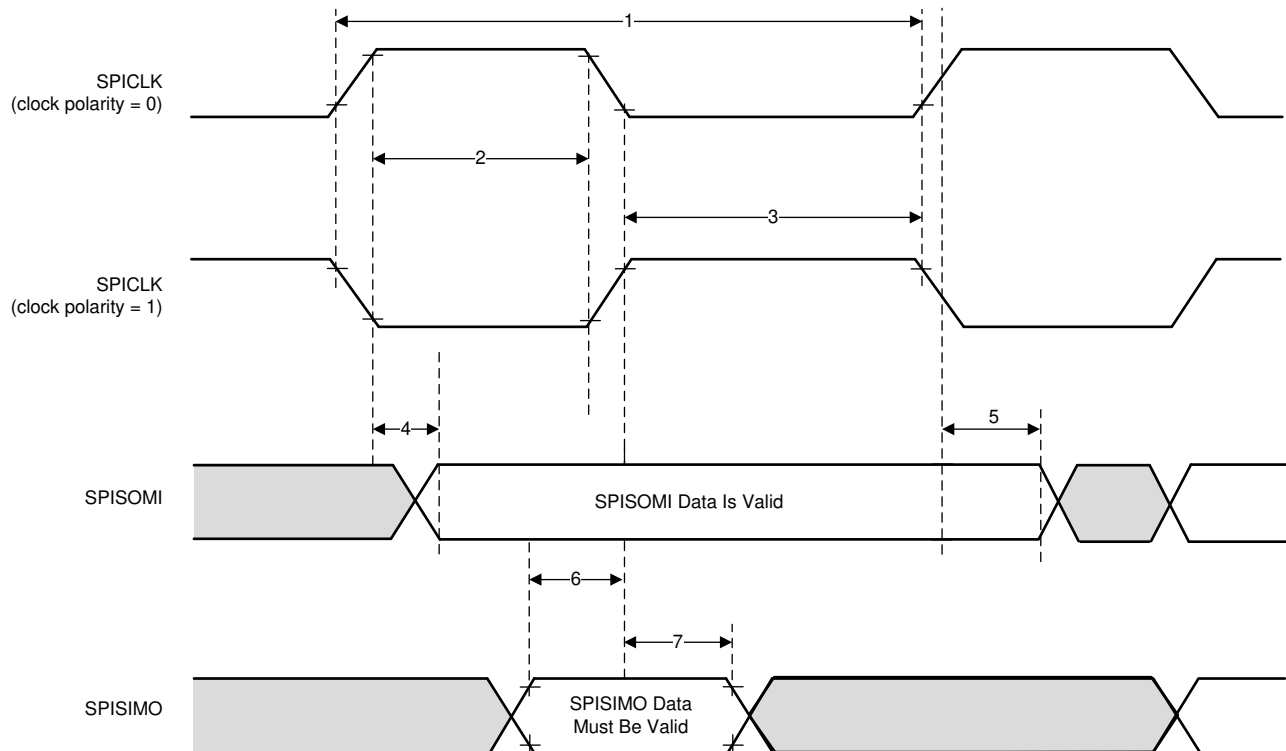 1
SPICLK
(clock polarity = 0)
2
3
SPICLK
(clock polarity = 1)
4
5
SPISOMI
SPISOMI Data Is Valid
6
7
SPISIMO
SPISIMO Data
Must Be Valid